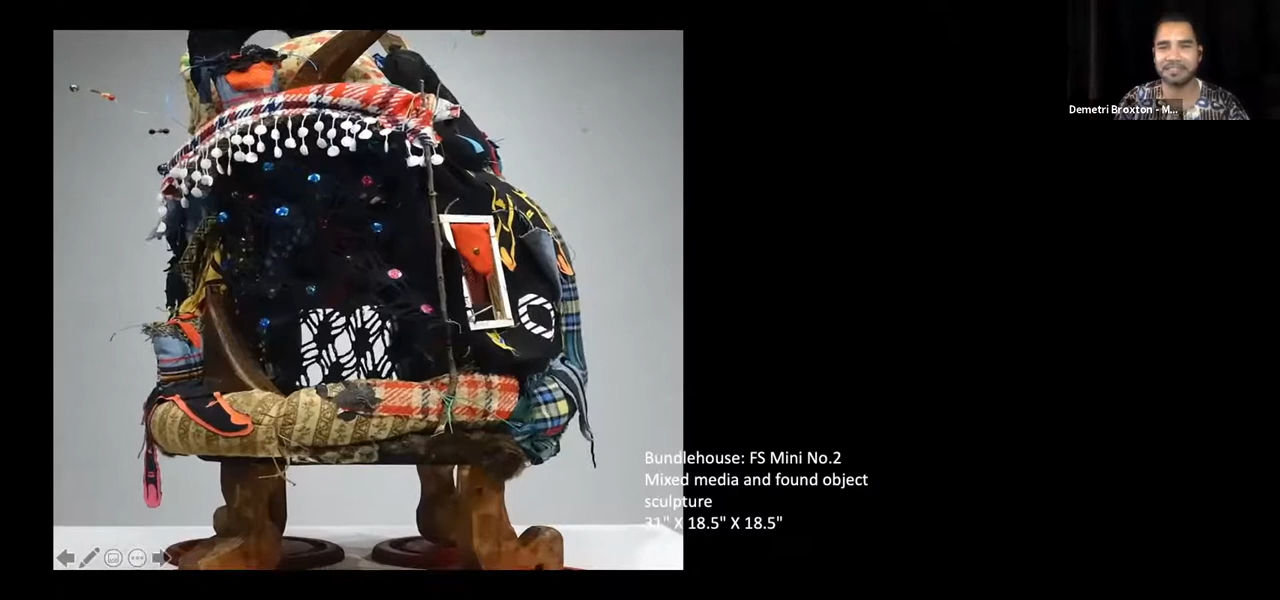 Demetri Broxton - M...
Bundlehouse: FS Mini No.2
Mixed media and found object
sculpture
31" X 18.5" X 18.5"